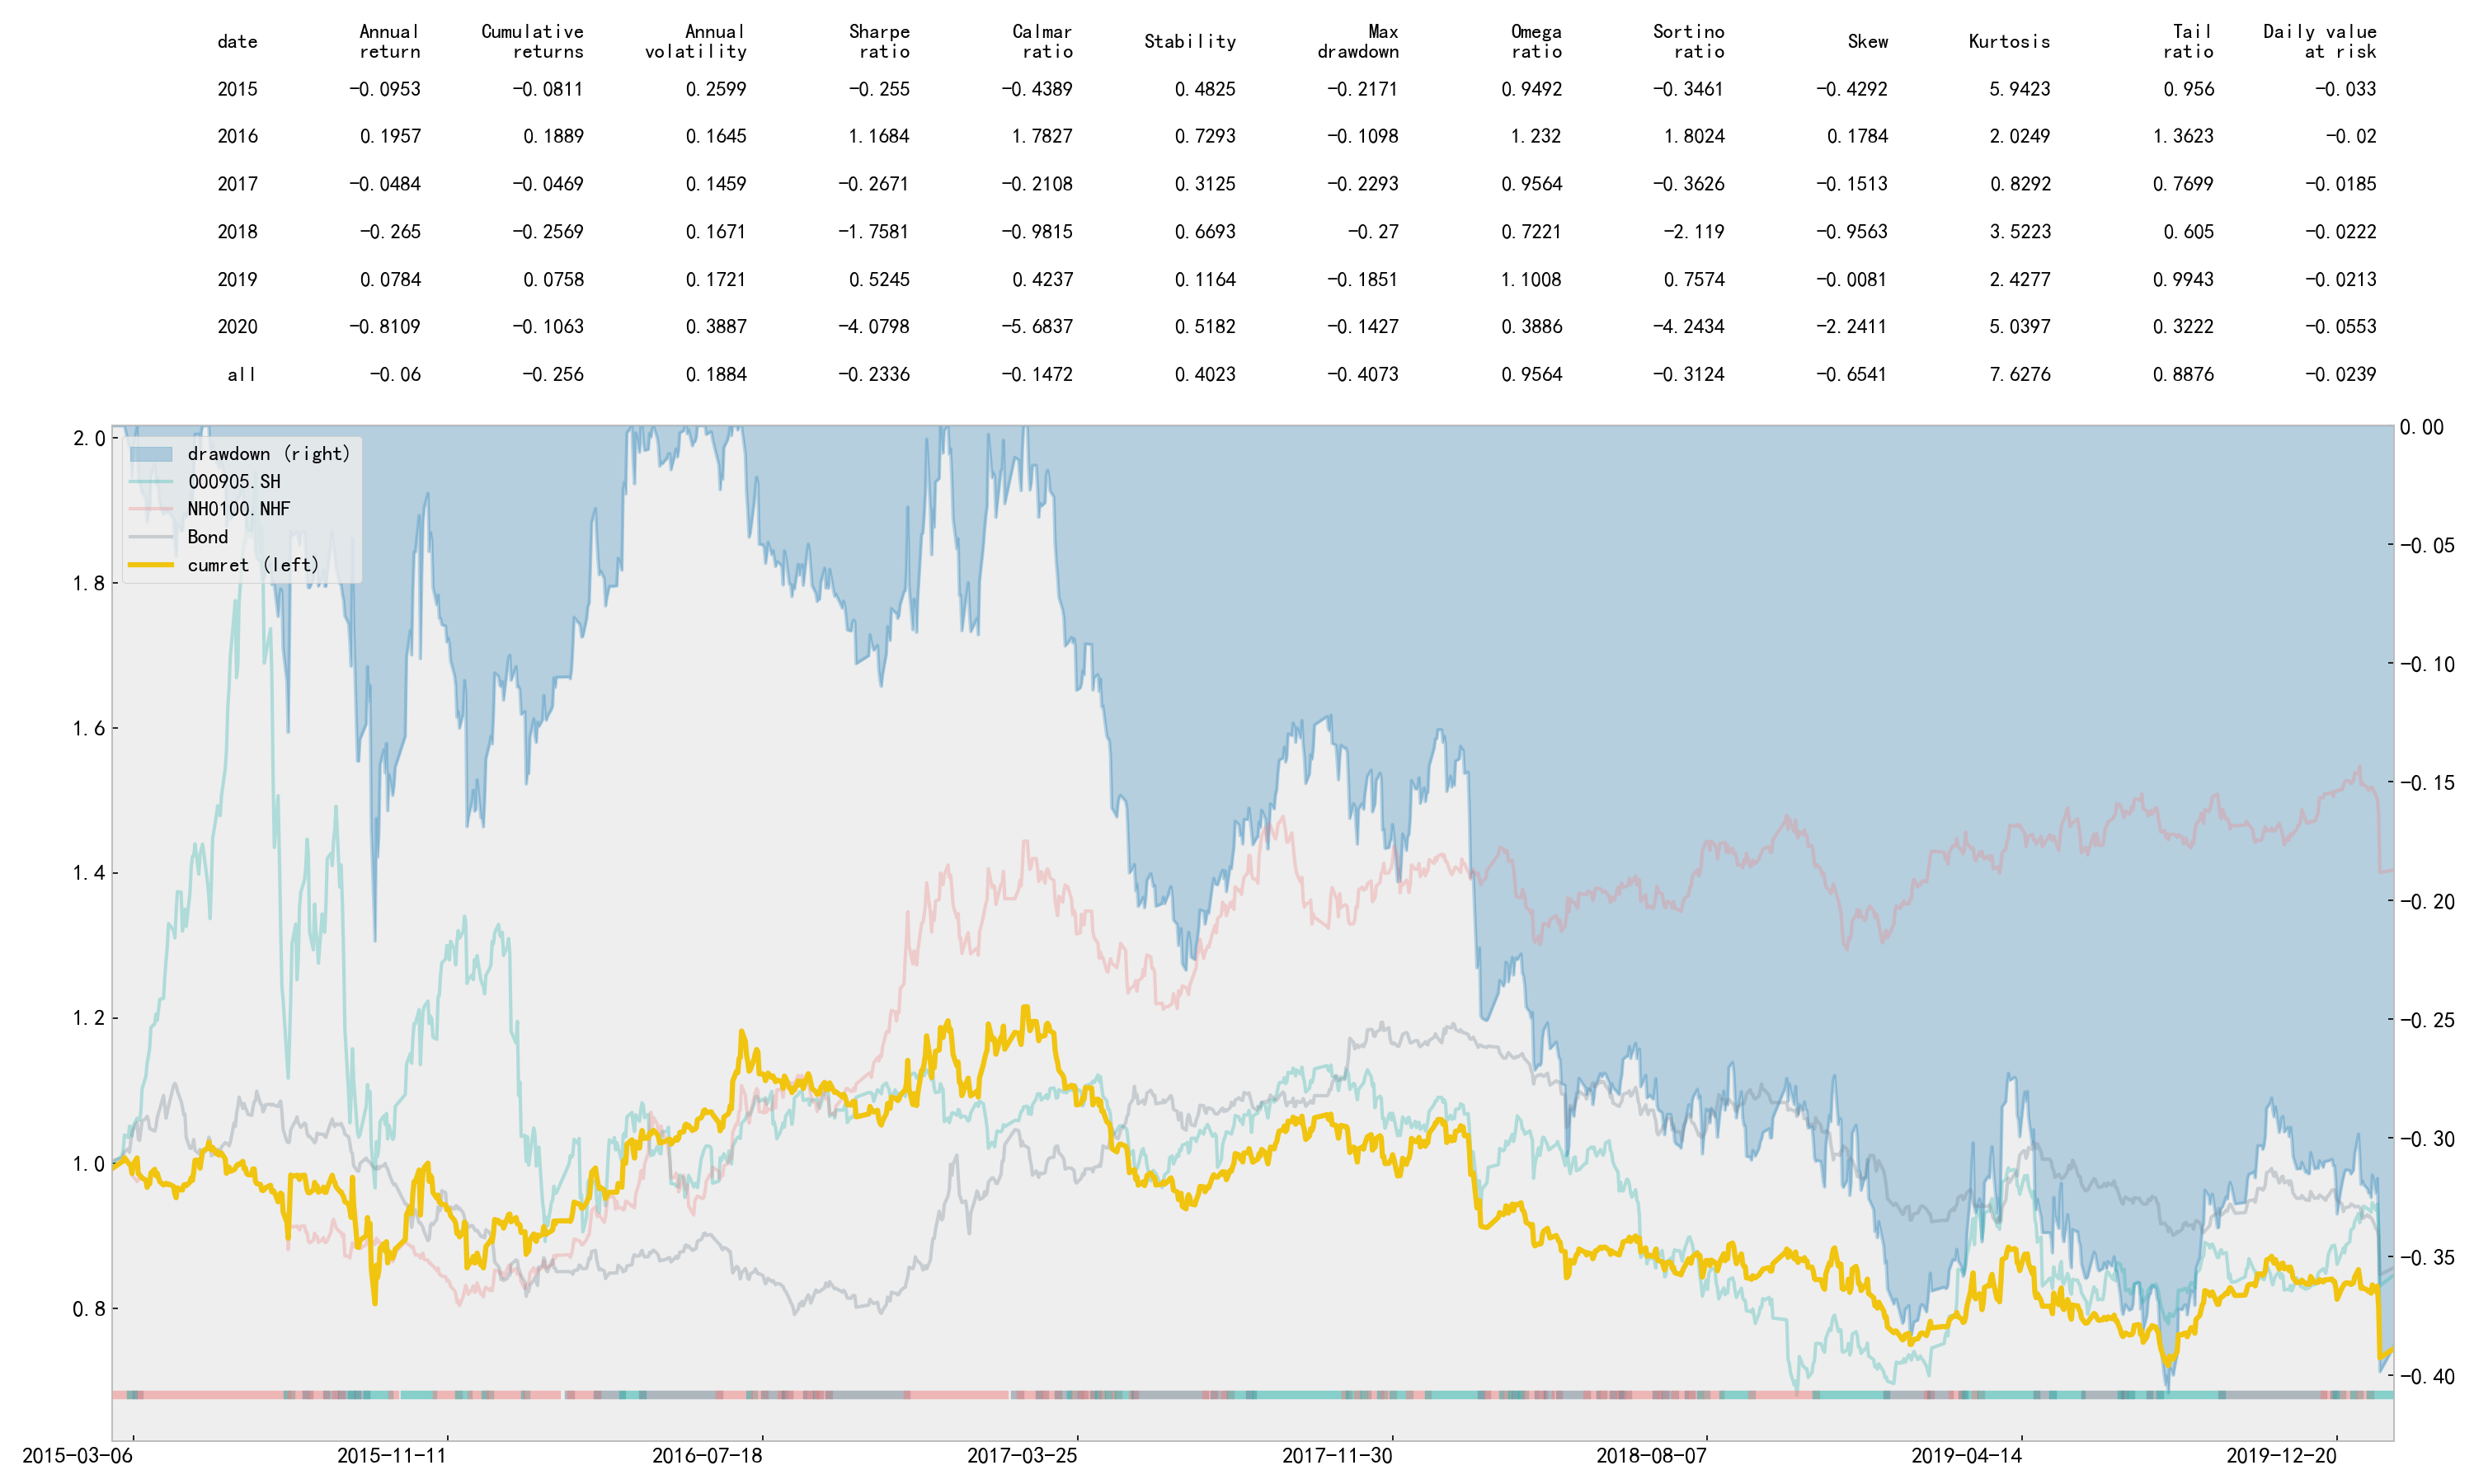 date Annual return Cumulative returns Annual volatility Sharpe ratio Calmar ratio Stability Max drawdown Omega ratio Sortino ratio Skew Kurtosis Tail ratio Daily value at risk
2015 -0.0953 -0.0811 0.2599 -0.255 -0.4389 0.4825 -0.2171 0.9492 -0.3461 -0.4292 5.9423 0.956 -0.033
2016 0.1957 0.1889 0.1645 1.1684 1.7827 0.7293 -0.1098 1.232 1.8024 0.1784 2.0249 1.3623 -0.02
2017 -0.0484 -0.0469 0.1459 -0.2671 -0.2108 0.3125 -0.2293 0.9564 -0.3626 -0.1513 0.8292 0.7699 -0.0185
2018 -0.265 -0.2569 0.1671 -1.7581 -0.9815 0.6693 -0.27 0.7221 -2.119 -0.9563 3.5223 0.605 -0.0222
2019 0.0784 0.0758 0.1721 0.5245 0.4237 0.1164 -0.1851 1.1008 0.7574 -0.0081 2.4277 0.9943 -0.0213
2020 -0.8109 -0.1063 0.3887 -4.0798 -5.6837 0.5182 -0.1427 0.3886 -4.2434 -2.2411 5.0397 0.3222 -0.0553
all -0.06 -0.256 0.1884 -0.2336 -0.1472 0.4023 -0.4073 0.9564 -0.3124 -0.6541 7.6276 0.8876 -0.0239
2.0
1.8
1.6
1.4
1.2
1.0
0.8
drawdown (right)
000905.SH
NH0100.NHF
Bond
cumret (left)
0.00
-0.05
-0.10
-0.15
-0.20
-0.25
-0.30
-0.35
-0.40
2015-03-06 2015-11-11 2016-07-18 2017-03-25 2017-11-30 2018-08-07 2019-04-14 2019-12-20